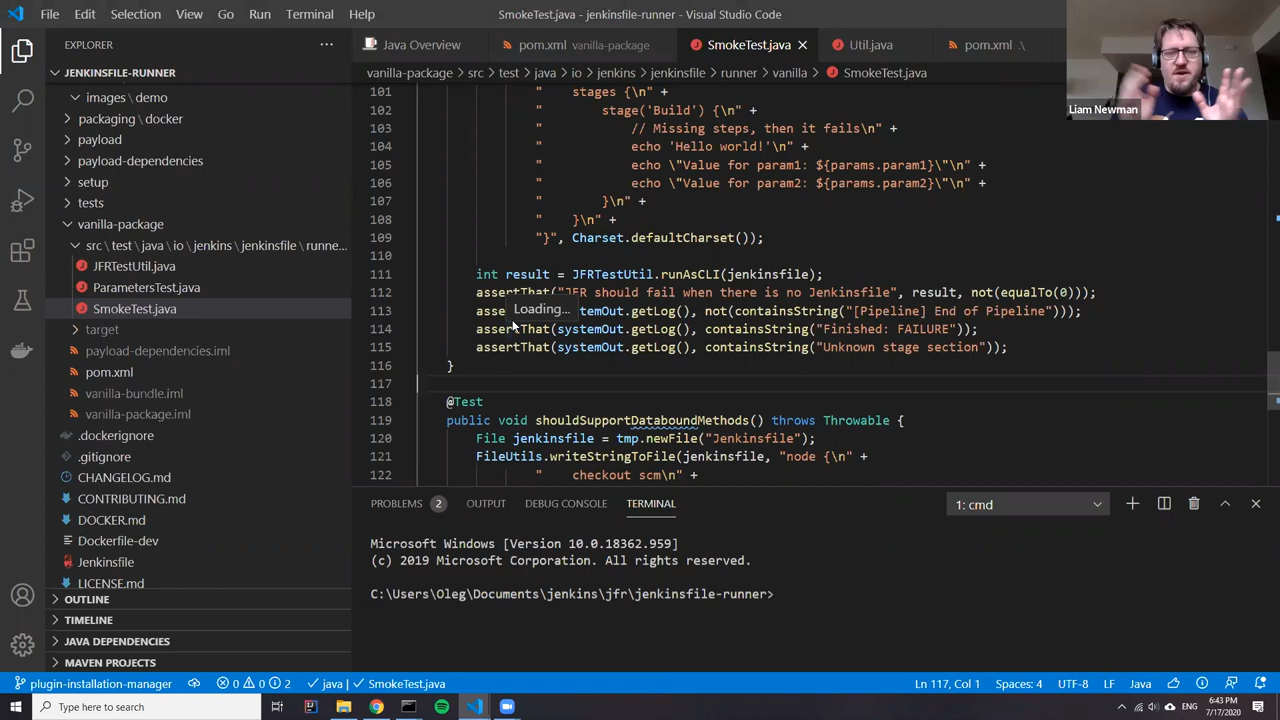 File Edit Selection View Go Run Terminal Help
SmokeTest.java - jenkinsfile-runner - Visual Studio Code
Liam Newman
EXPLORER
JENKINSFILE-RUNNER
images\demo
packaging\docker
payload
payload-dependencies
setup
tests
vanilla-package
src\test\java\io\jenkins\jenkinsfile\runne...
JFRTestUtil.java
ParametersTest.java
SmokeTest.java
target
payload-dependencies.iml
pom.xml
vanilla-bundle.iml
vanilla-package.iml
.dockerignore
.gitignore
CHANGELOG.md
CONTRIBUTING.md
DOCKER.md
Dockerfile-dev
Jenkinsfile
LICENSE.md
OUTLINE
TIMELINE
JAVA DEPENDENCIES
MAVEN PROJECTS
Java Overview pom.xml vanilla-package SmokeTest.java Util.java pom.xml .\
vanilla-package > src > test > java > io > jenkins > jenkinsfile > runner > vanilla > SmokeTest.java
101 " stages {\n" +
102 " stage('Build') {\n" +
103 " // Missing steps, then it fails\n" +
104 " echo 'Hello world!'\n" +
105 " echo \"Value for param1: ${params.param1}\"\n" +
106 " echo \"Value for param2: ${params.param2}\"\n" +
107 " }\n" +
108 " }\n" +
109 "}", Charset.defaultCharset());
110
111 int result = JFRTestUtil.runAsCLI(jenkinsfile);
112 assertThat("JFR should fail when there is no Jenkinsfile", result, not(equalTo(0)));
Loading...
113 asse temOut.getLog(), not(containsString("[Pipeline] End of Pipeline")));
114 assertThat(systemOut.getLog(), containsString("Finished: FAILURE"));
115 assertThat(systemOut.getLog(), containsString("Unknown stage section"));
116 }
117
118 @Test
119 public void shouldSupportDataboundMethods() throws Throwable {
120 File jenkinsfile = tmp.newFile("Jenkinsfile");
121 FileUtils.writeStringToFile(jenkinsfile, "node {\n" +
122 " checkout scm\n" +
PROBLEMS 2 OUTPUT DEBUG CONSOLE TERMINAL 1: cmd
Microsoft Windows [Version 10.0.18362.959]
(c) 2019 Microsoft Corporation. All rights reserved.
C:\Users\Oleg\Documents\jenkins\jfr\jenkinsfile-runner>
plugin-installation-manager 0 0 2 java | SmokeTest.java Ln 117, Col 1 Spaces: 4 UTF-8 LF Java
Type here to search
ENG
6:43 PM
7/17/2020